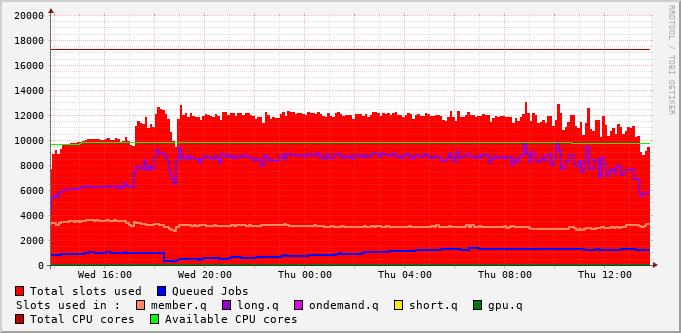 20000
18000
16000
14000
12000
10000
8000
6000
4000
2000
0
Wed 16:00 Wed 20:00 Thu 00:00 Thu 04:00 Thu 08:00 Thu 12:00
RRDTOOL / TOBI OETIKER
Total slots used Queued Jobs
Slots used in : member.q long.q ondemand.q short.q gpu.q
Total CPU cores Available CPU cores